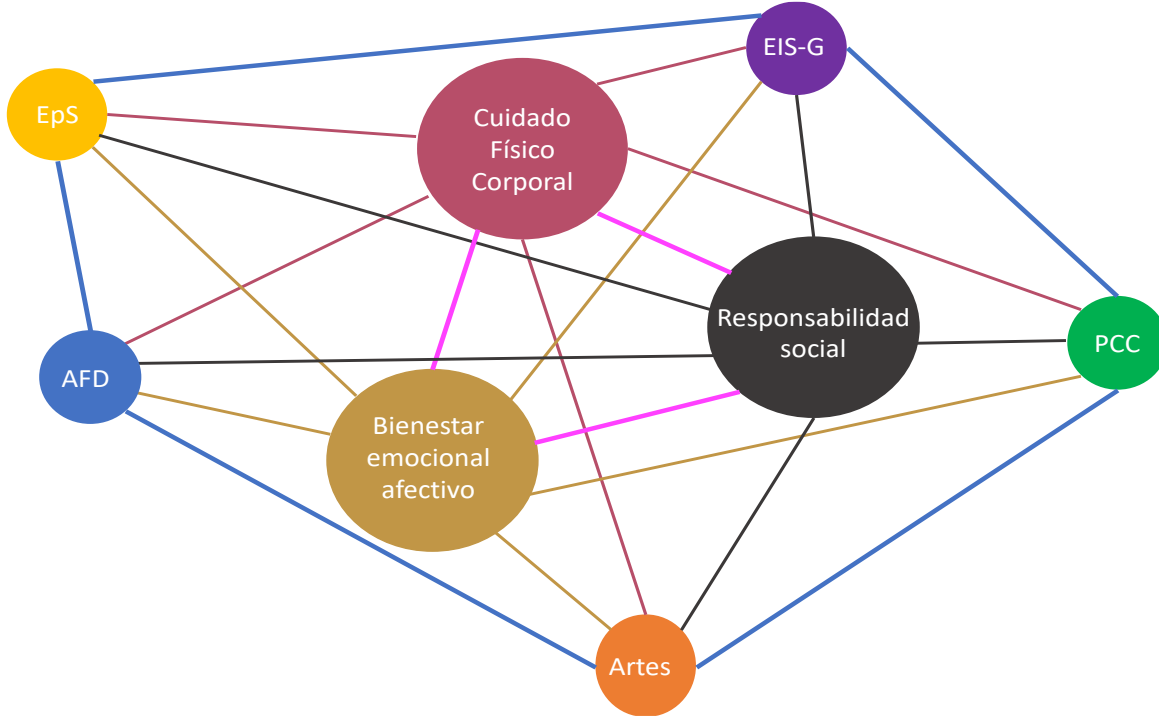 EIS-G
EpS
Cuidado
Físico
Corporal
Responsabilidad
social
PCC
AFD
Bienestar
emocional
afectivo
Artes